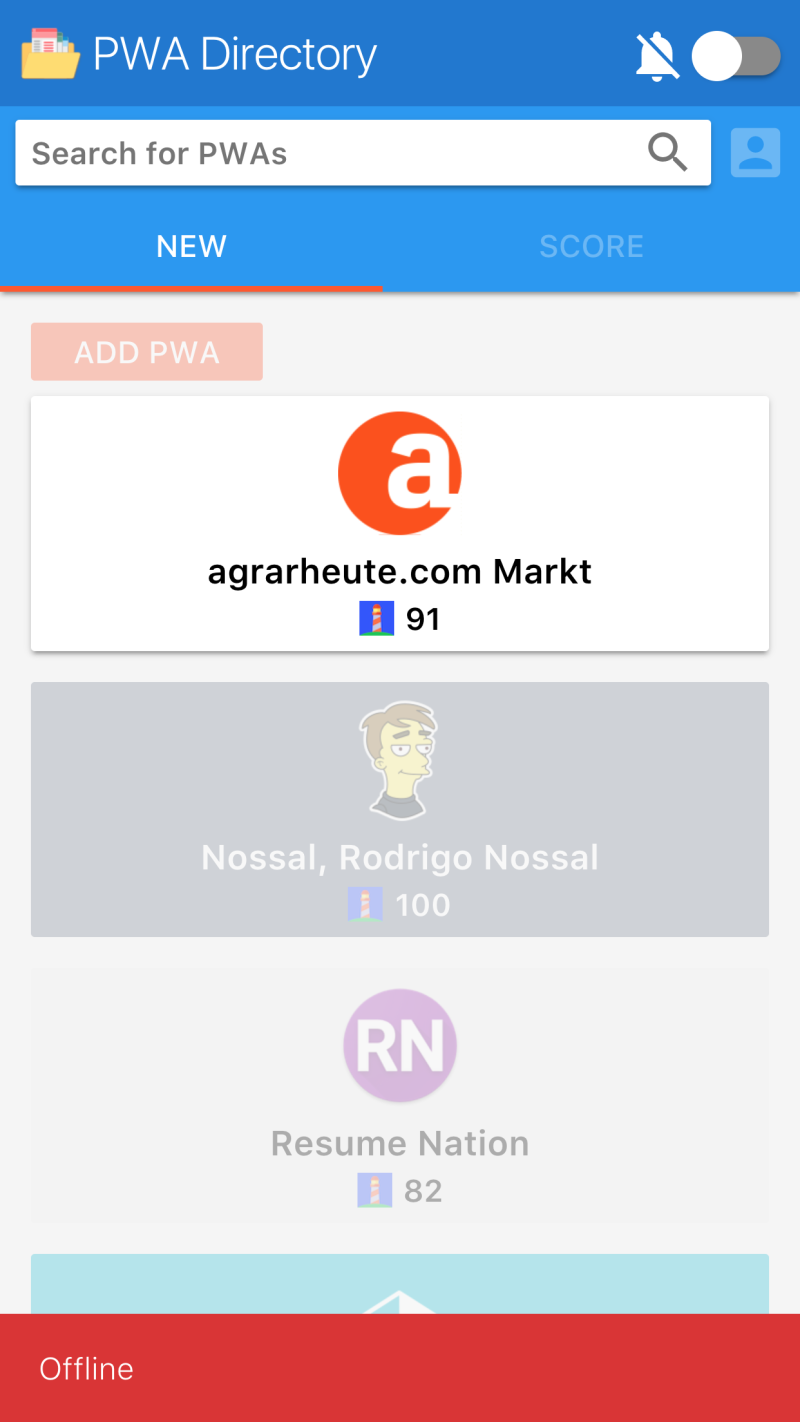 PWA Directory
Search for PWAs
NEW
SCORE
ADD PWA
a
agrarheute.com Markt
91
Nossal, Rodrigo Nossal
100
RN
Resume Nation
82
Offline